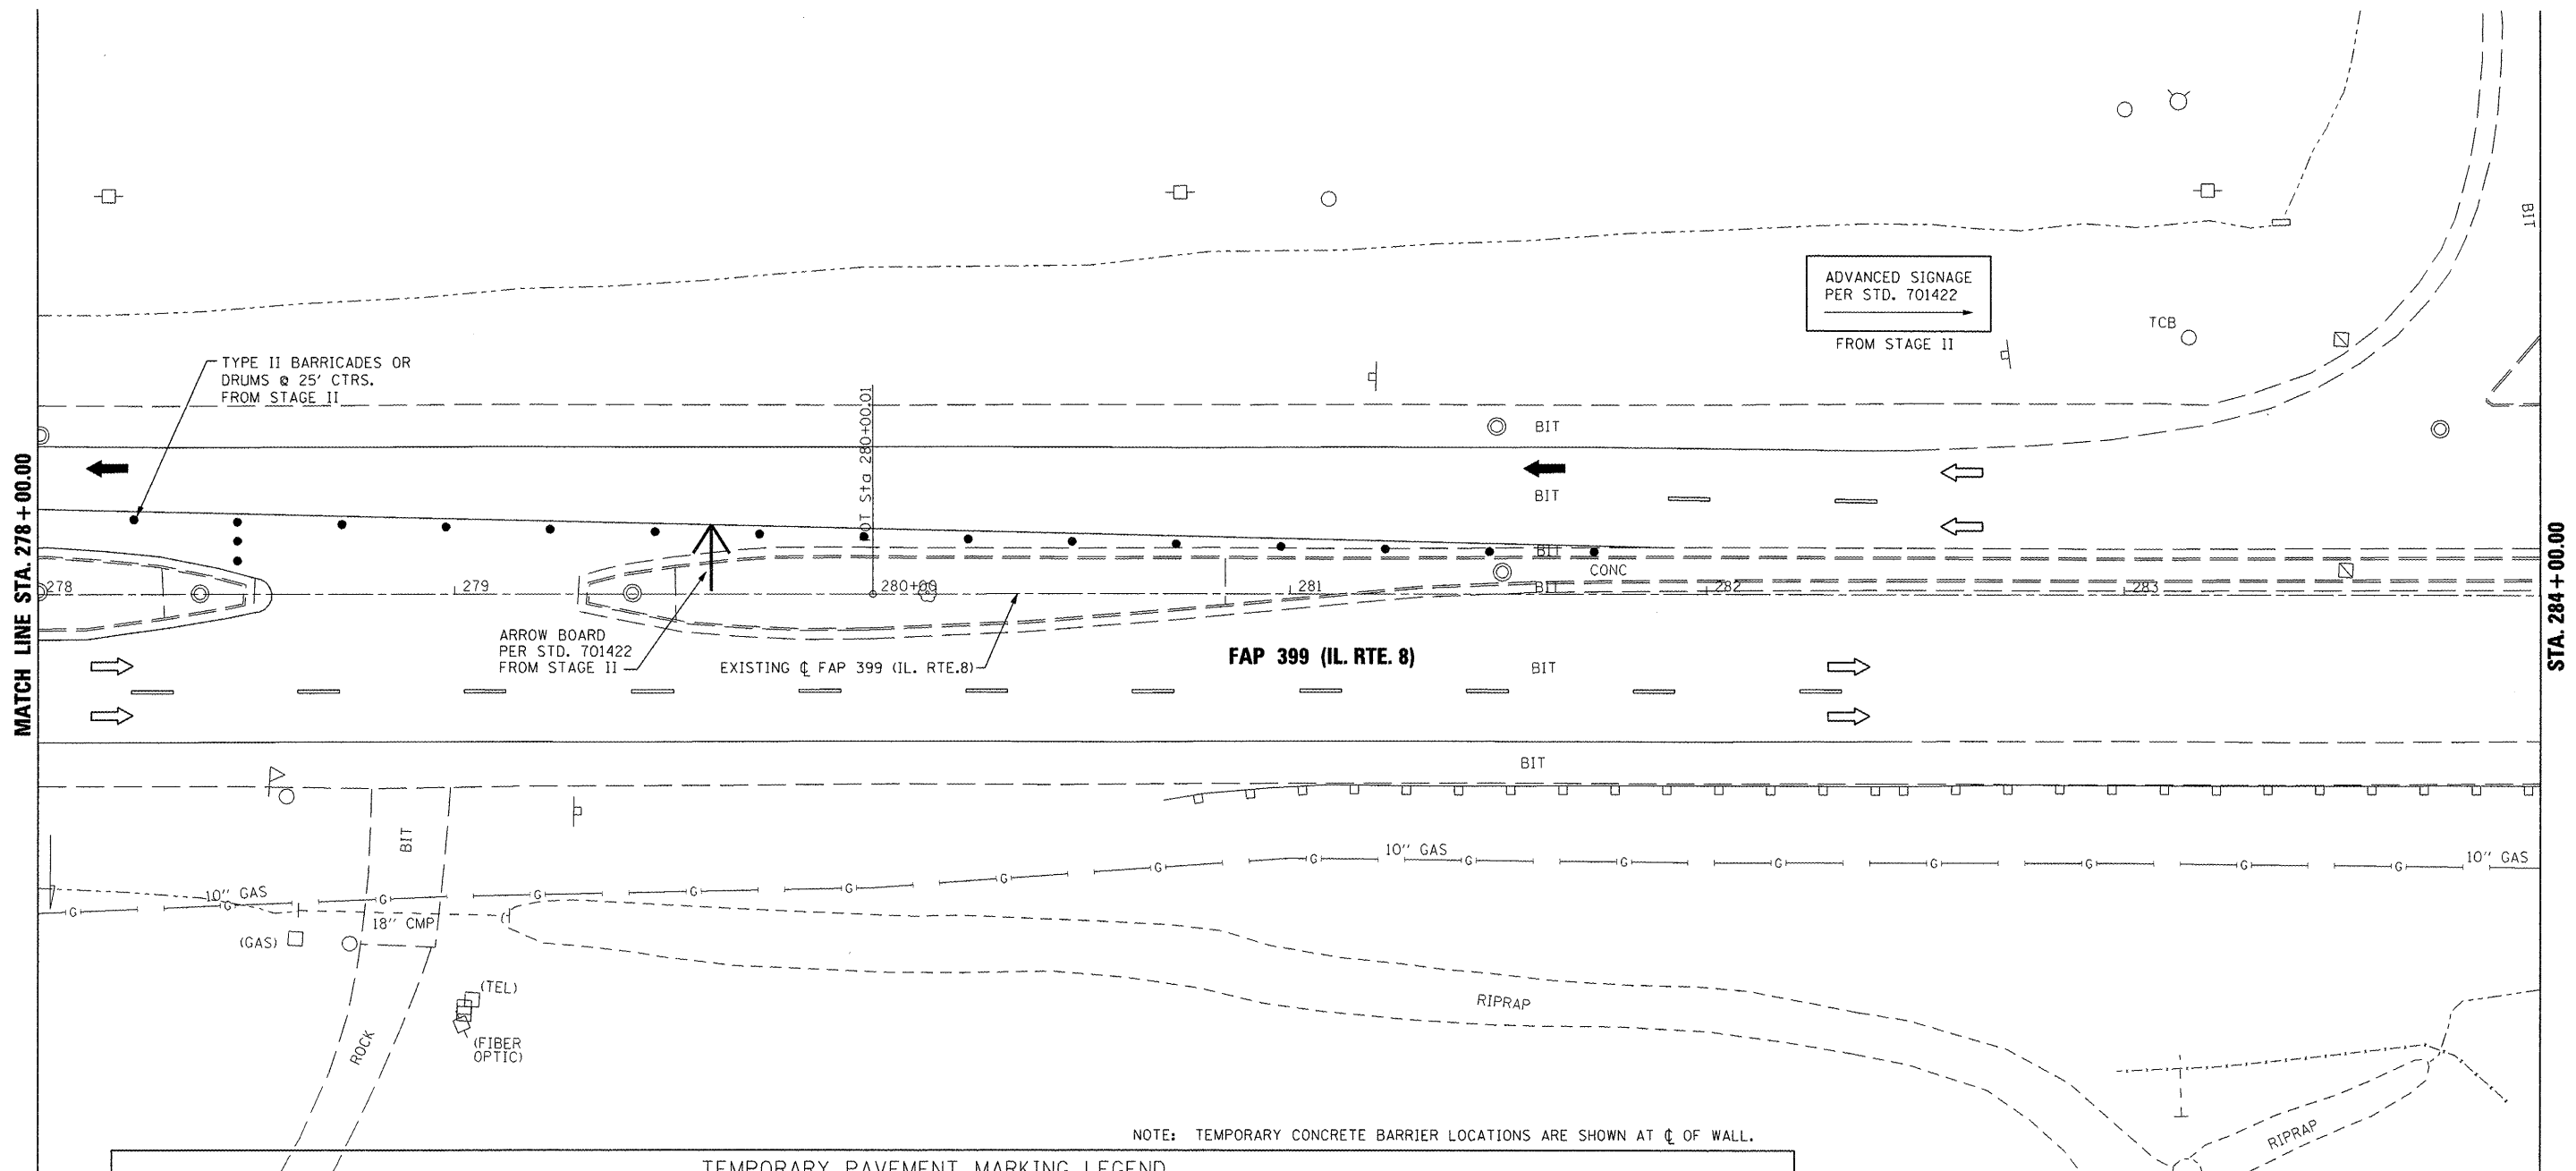 ADVANCED SIGNAGE
PER STD. 701422
FROM STAGE II
TCB
BIT
TYPE II BARRICADES OR
DRUMS @ 25' CTRS.
FROM STAGE II
MATCH LINE STA. 278+00.00
POT Sta 280+00.01
BIT
BIT
BIT
CONC
BIT
278
279
280+00
281
282
283
STA. 284+00.00
ARROW BOARD
PER STD. 701422
FROM STAGE II
EXISTING ℄ FAP 399 (IL. RTE.8)
FAP 399 (IL. RTE. 8)
BIT
BIT
BIT
10" GAS
10" GAS
10" GAS
G G G G G G G G G G G G G G G G
18" CMP
(GAS)
(TEL)
(FIBER
OPTIC)
ROCK
RIPRAP
RIPRAP
NOTE: TEMPORARY CONCRETE BARRIER LOCATIONS ARE SHOWN AT ℄ OF WALL.
TEMPORARY PAVEMENT MARKING LEGEND